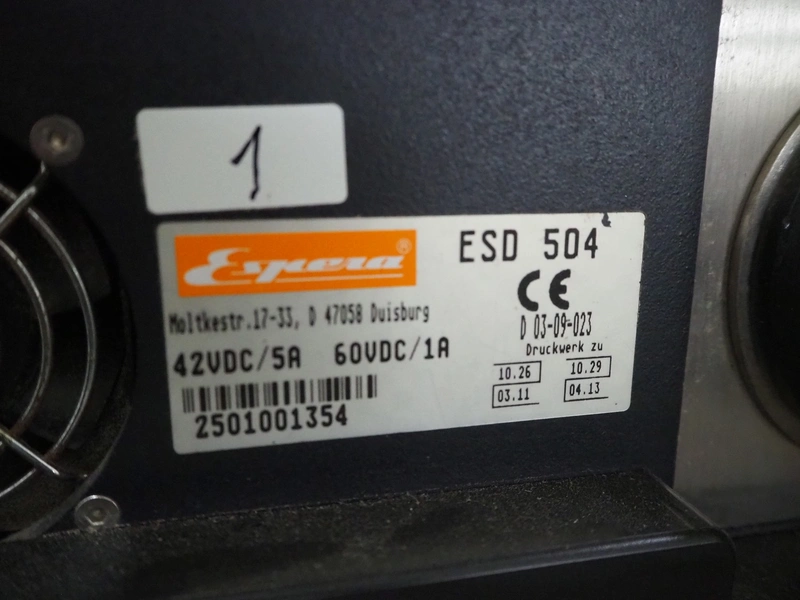 1
Espera®
ESD 504
CE
Moltkestr.17-33, D 47058 Duisburg
D 03-09-023
42VDC/5A 60VDC/1A
Druckwerk zu
10.26 10.29
03.11 04.13
2501001354